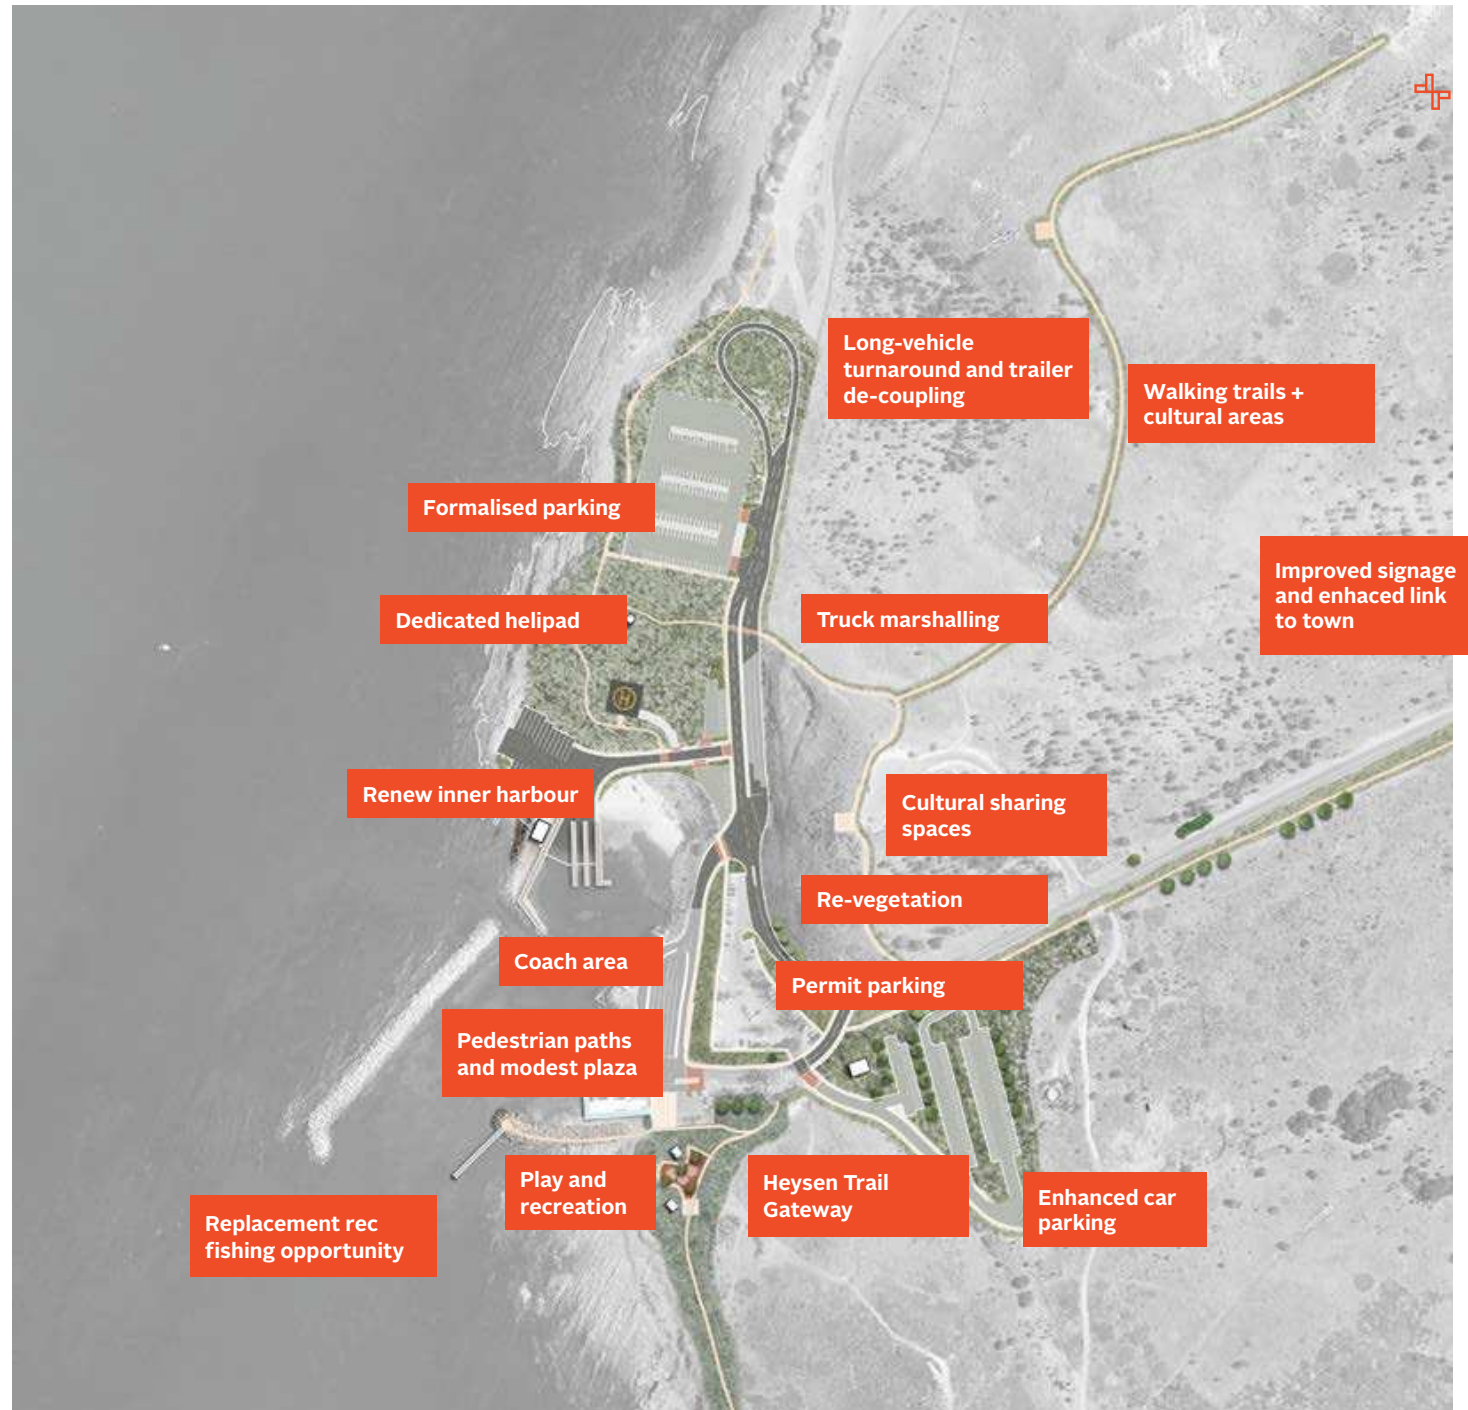 Long-vehicle
turnaround and trailer
de-coupling
Walking trails +
cultural areas
Formalised parking
Improved signage
and enhaced link
to town
Dedicated helipad
Truck marshalling
H
Renew inner harbour
Cultural sharing
spaces
Re-vegetation
Coach area
Permit parking
Pedestrian paths
and modest plaza
Play and
recreation
Heysen Trail
Gateway
Enhanced car
parking
Replacement rec
fishing opportunity